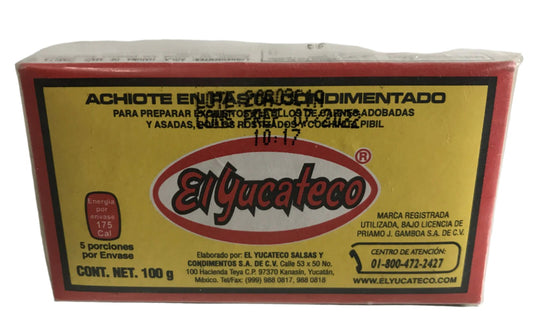 ACHIOTE EN CONDIMENTADO
PARA PREPARAR ADOBADAS
Y ASADAS, Y COCHINITA PIBIL
10:17
El Yucateco ®
Energía
por
envase
175
Cal
5 porciones
por Envase
CONT. NET. 100 g
Elaborado por: EL YUCATECO SALSAS Y
CONDIMENTOS S.A. DE C.V. Calle 53 x 50 No.
100 Hacienda Teya C.P. 97370 Kanasín, Yucatán,
México. Tel/Fax: (999) 988 0817, 988 0818
MARCA REGISTRADA
UTILIZADA, BAJO LICENCIA DE
PRIAMO J. GAMBOA S.A. DE C.V.
CENTRO DE ATENCIÓN:
01-800-472-2427
WWW.ELYUCATECO.COM